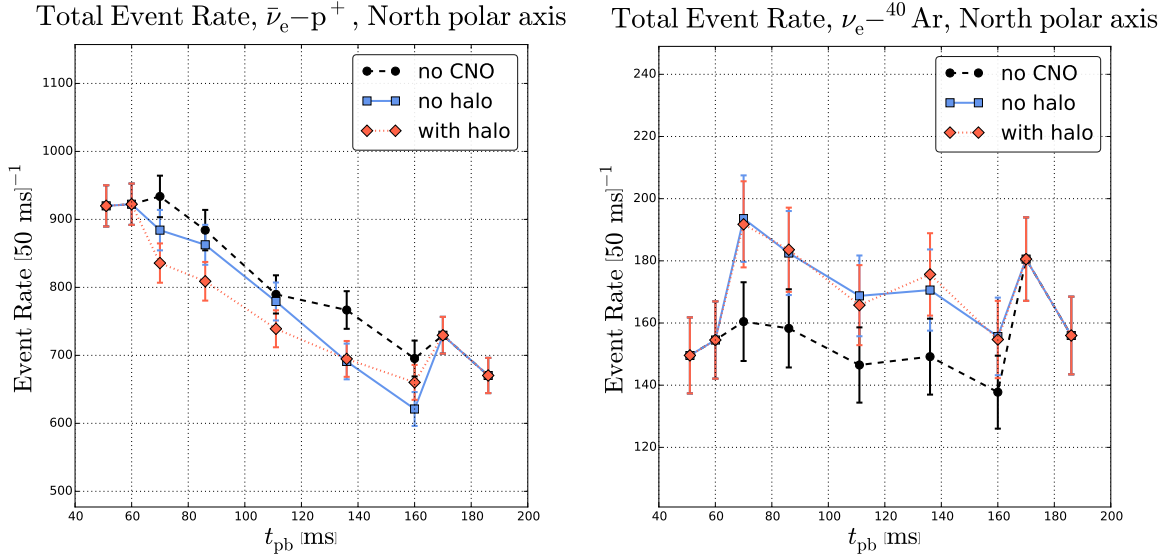 Total Event Rate, ν̄ₑ–p⁺, North polar axis
Event Rate [50 ms]⁻¹
1100
1000
900
800
700
600
500
no CNO
no halo
with halo
40 60 80 100 120 140 160 180 200
t_pb [ms]
Total Event Rate, νₑ–⁴⁰Ar, North polar axis
Event Rate [50 ms]⁻¹
240
220
200
180
160
140
120
no CNO
no halo
with halo
40 60 80 100 120 140 160 180 200
t_pb [ms]